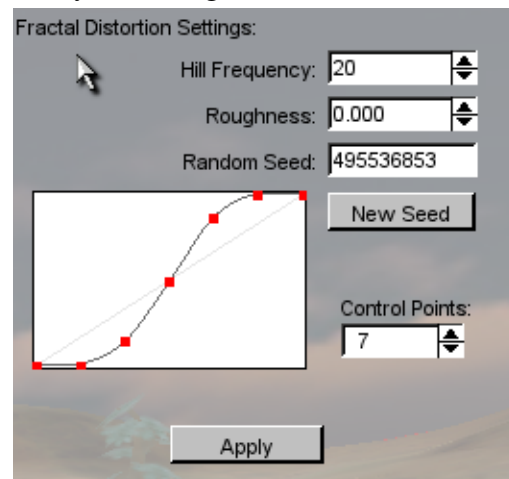 Fractal Distortion Settings:
Hill Frequency: 20
Roughness: 0.000
Random Seed: 495536853
New Seed
Control Points:
7
Apply